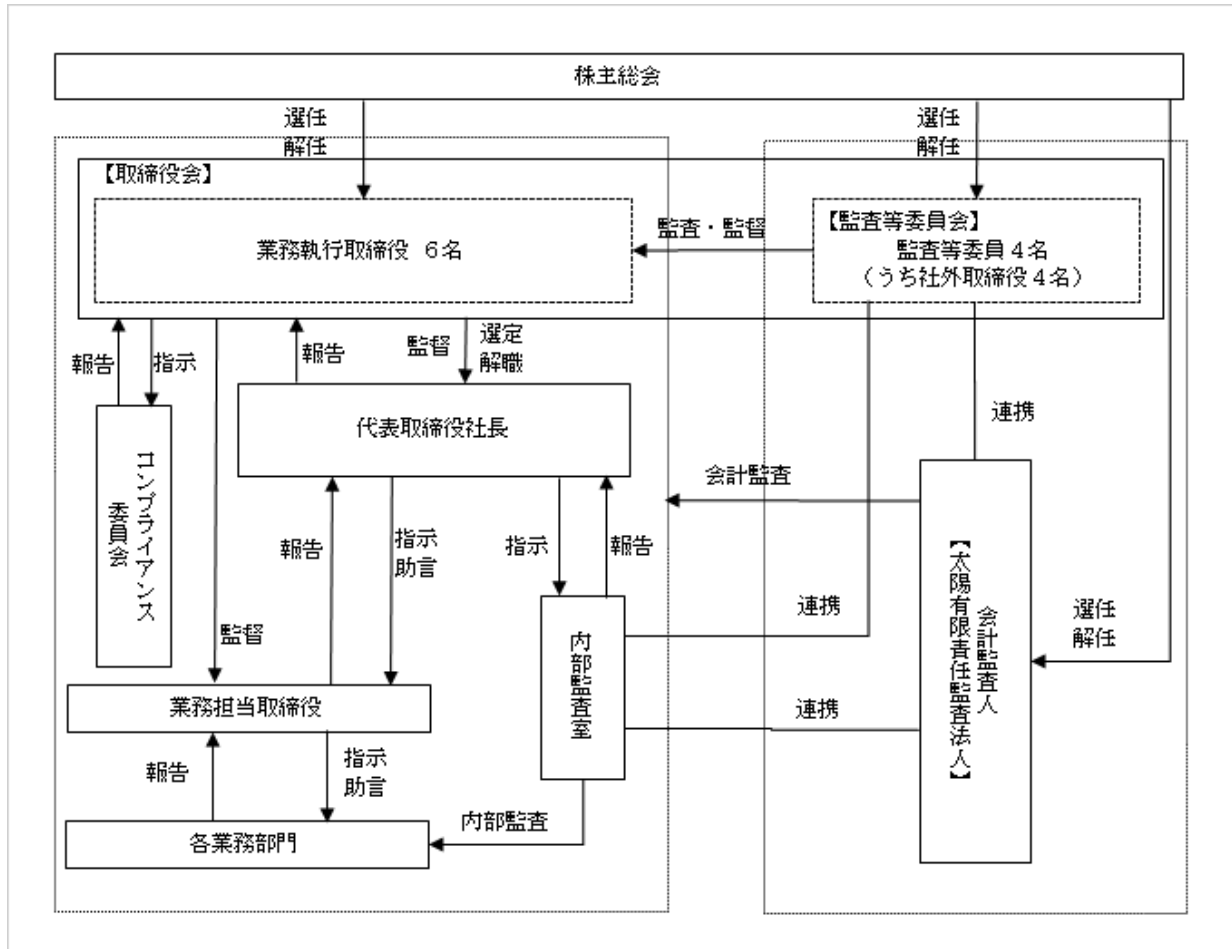 株主総会
選任
解任
選任
解任
【取締役会】
業務執行取締役 6名
監査・監督
【監査等委員会】
監査等委員4名
(うち社外取締役4名)
報告
指示
報告
監督
選定
解職
連携
代表取締役社長
コンプライアンス
委員会
会計監査
報告
指示
助言
指示
報告
会計監査人
【太陽有限責任監査法人】
選任
解任
連携
監督
内部監査室
業務担当取締役
連携
報告
指示
助言
内部監査
各業務部門